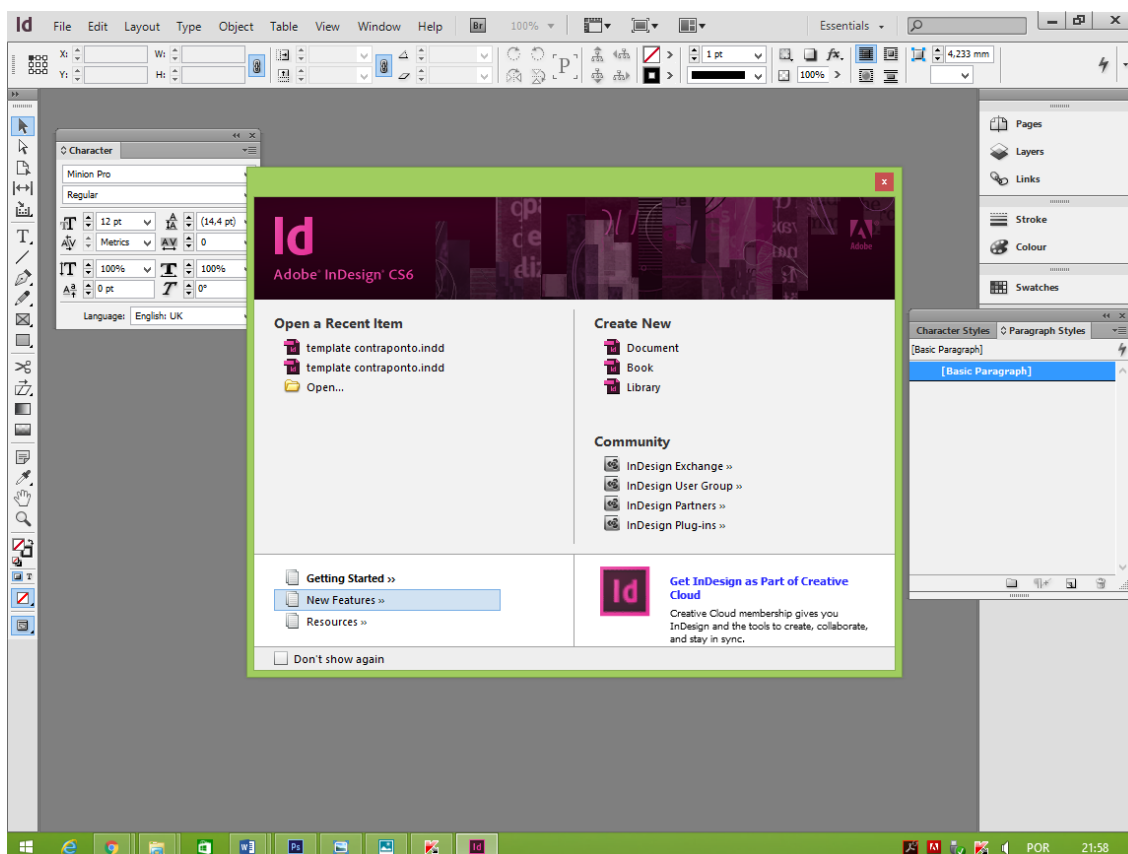 Id File Edit Layout Type Object Table View Window Help Br 100% Essentials
X: W: 1 pt fx. 4,233 mm
Y: H: P 100%
Pages
Layers
Links
Stroke
Colour
Swatches
Character
Minion Pro
Regular
12 pt (14,4 pt)
Metrics 0
100% 100%
0 pt 0°
Language: English: UK
x
Id
Adobe® InDesign® CS6
Adobe
Open a Recent Item
template contraponto.indd
template contraponto.indd
Open...
Create New
Document
Book
Library
Community
InDesign Exchange »
InDesign User Group »
InDesign Partners »
InDesign Plug-ins »
Getting Started »
New Features »
Resources »
Id
Get InDesign as Part of Creative
Cloud
Creative Cloud membership gives you
InDesign and the tools to create, collaborate,
and stay in sync.
Don't show again
Character Styles Paragraph Styles
[Basic Paragraph]
[Basic Paragraph]
Ps Id POR 21:58